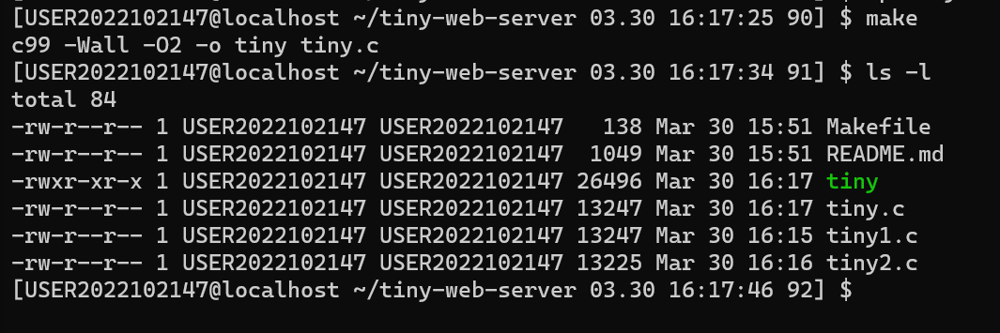 [USER2022102147@localhost ~/tiny-web-server 03.30 16:17:25 90] $ make
c99 -Wall -O2 -o tiny tiny.c
[USER2022102147@localhost ~/tiny-web-server 03.30 16:17:34 91] $ ls -l
total 84
-rw-r--r-- 1 USER2022102147 USER2022102147   138 Mar 30 15:51 Makefile
-rw-r--r-- 1 USER2022102147 USER2022102147  1049 Mar 30 15:51 README.md
-rwxr-xr-x 1 USER2022102147 USER2022102147 26496 Mar 30 16:17 tiny
-rw-r--r-- 1 USER2022102147 USER2022102147 13247 Mar 30 16:17 tiny.c
-rw-r--r-- 1 USER2022102147 USER2022102147 13247 Mar 30 16:15 tiny1.c
-rw-r--r-- 1 USER2022102147 USER2022102147 13225 Mar 30 16:16 tiny2.c
[USER2022102147@localhost ~/tiny-web-server 03.30 16:17:46 92] $